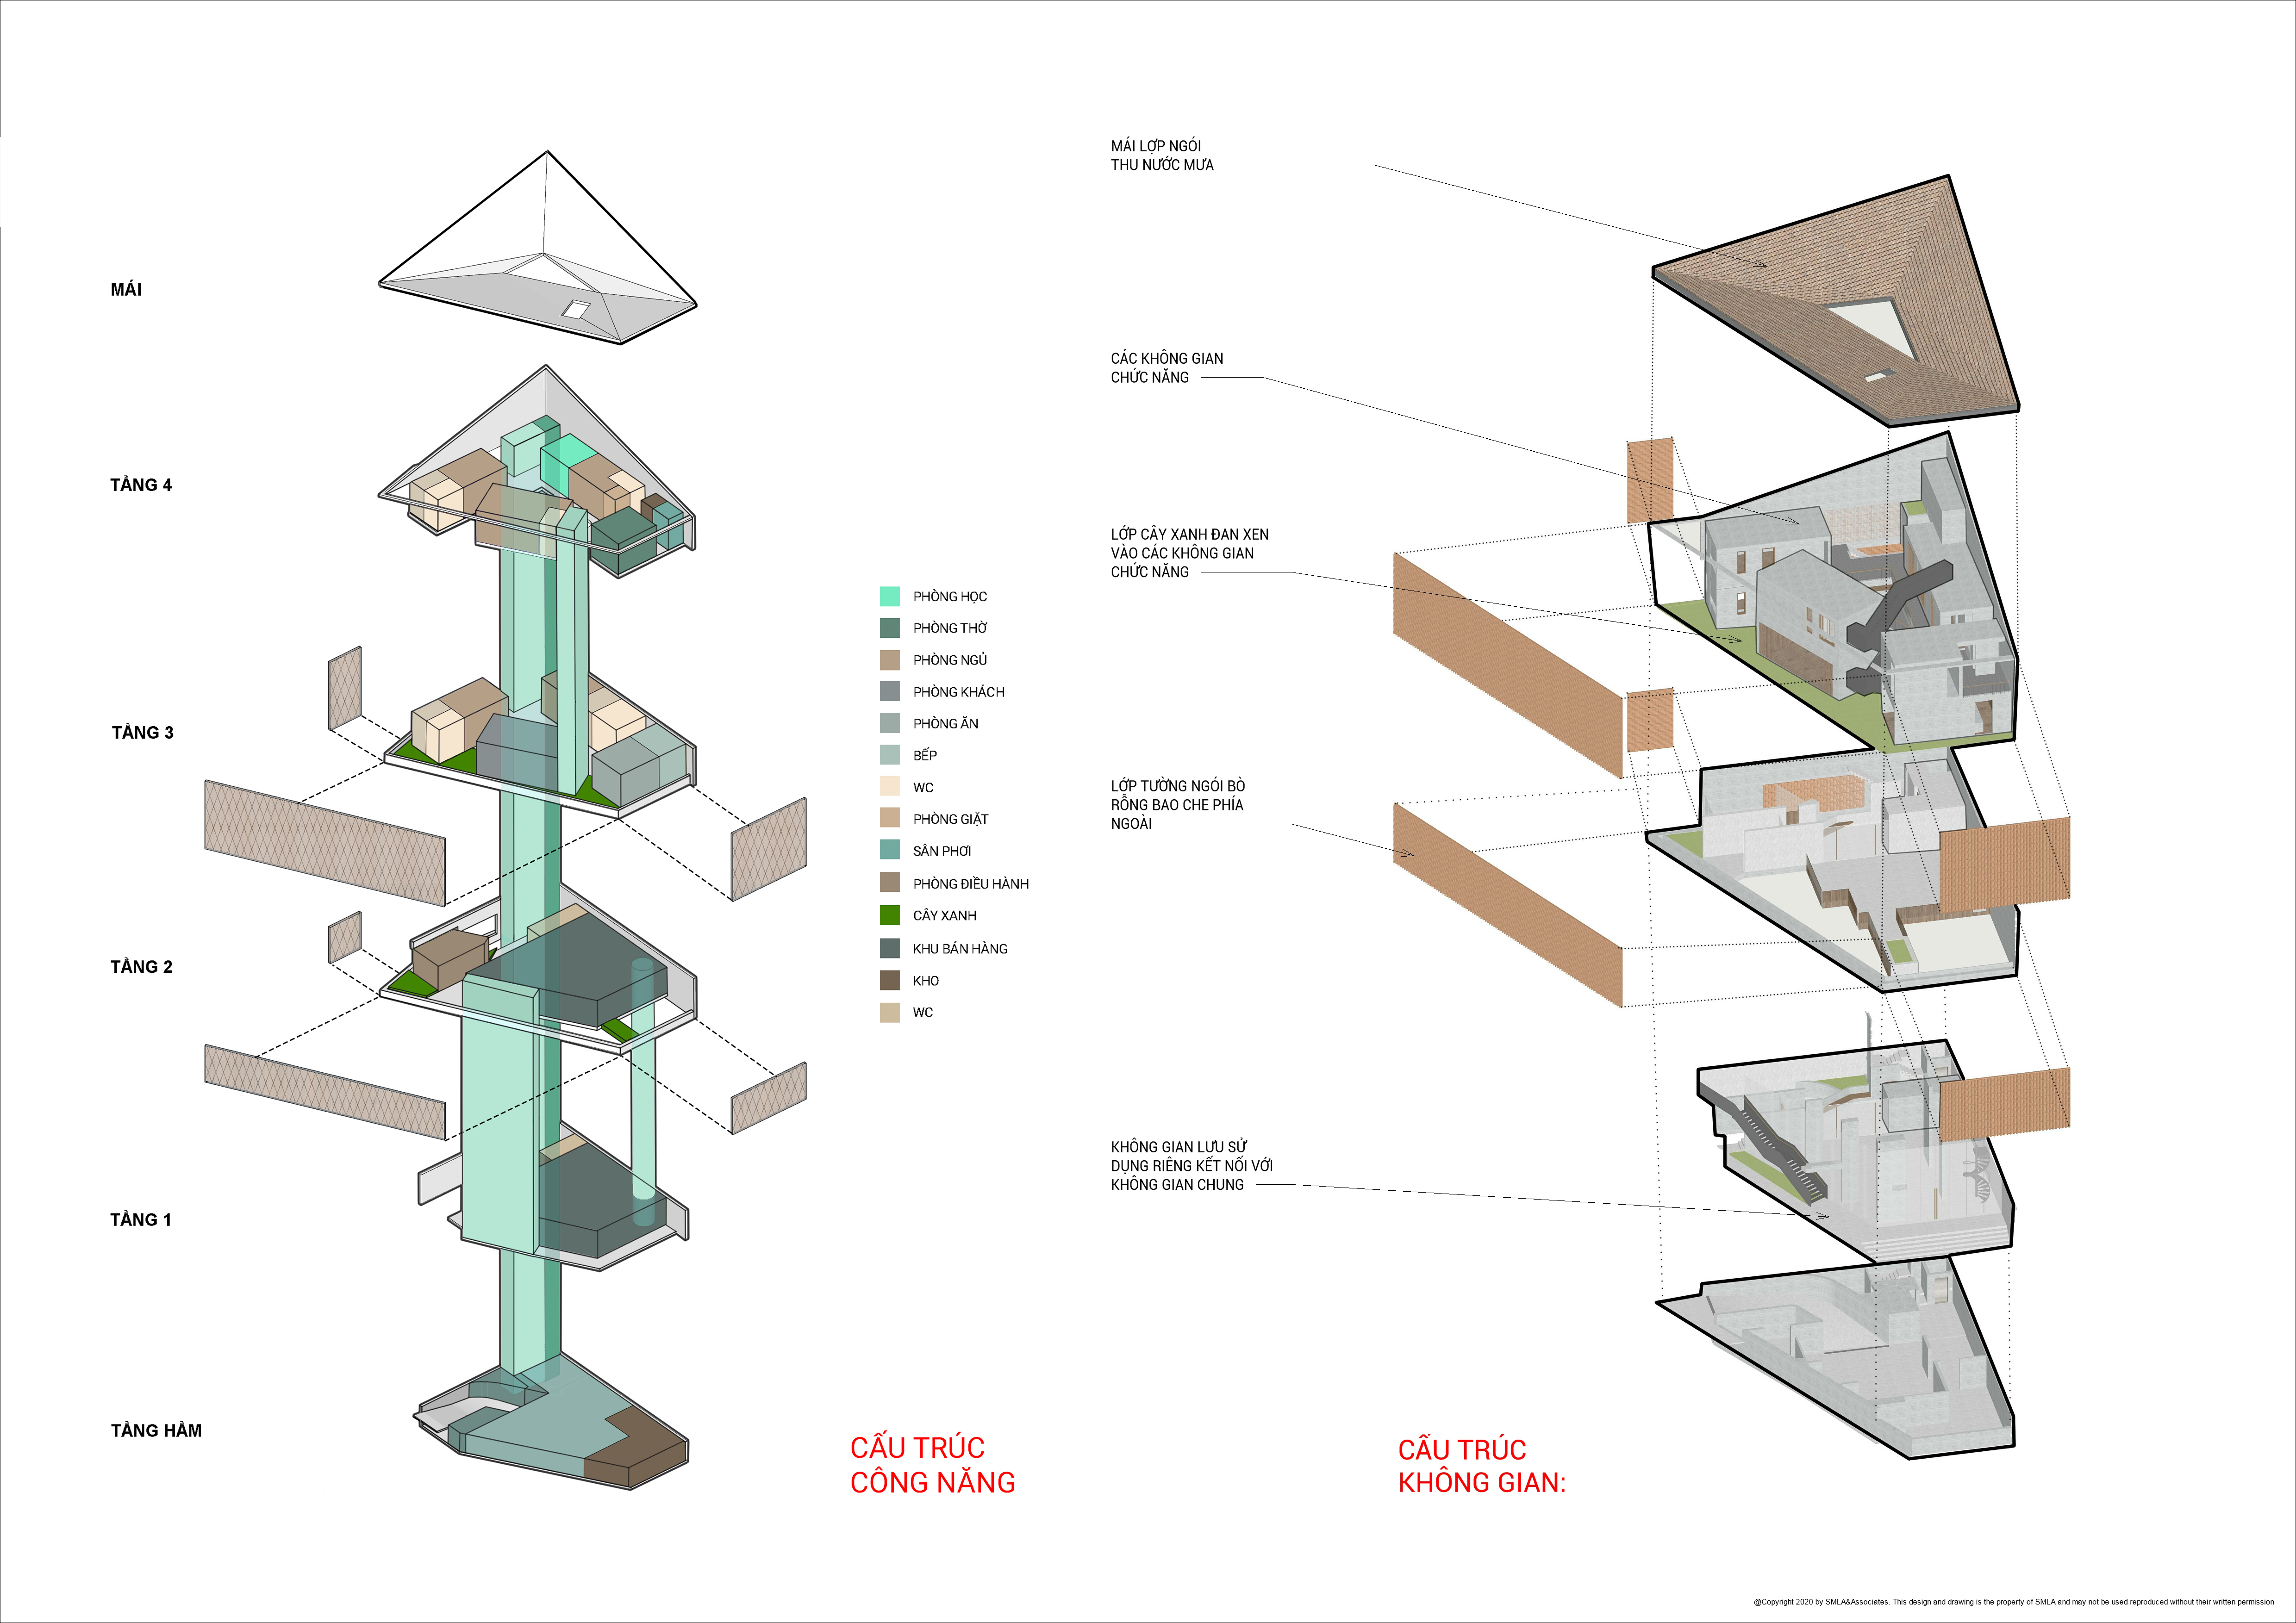 MÁI
TẦNG 4
TẦNG 3
TẦNG 2
TẦNG 1
TẦNG HẦM
PHÒNG HỌC
PHÒNG THỜ
PHÒNG NGỦ
PHÒNG KHÁCH
PHÒNG ĂN
BẾP
WC
PHÒNG GIẶT
SÂN PHƠI
PHÒNG ĐIỀU HÀNH
CÂY XANH
KHU BÁN HÀNG
KHO
WC
CẤU TRÚC
CÔNG NĂNG
MÁI LỢP NGÓI
THU NƯỚC MƯA
CÁC KHÔNG GIAN
CHỨC NĂNG
LỚP CÂY XANH ĐAN XEN
VÀO CÁC KHÔNG GIAN
CHỨC NĂNG
LỚP TƯỜNG NGÓI BÒ
RỖNG BAO CHE PHÍA
NGOÀI
KHÔNG GIAN LƯU SỬ
DỤNG RIÊNG KẾT NỐI VỚI
KHÔNG GIAN CHUNG
CẤU TRÚC
KHÔNG GIAN:
@Copyright 2020 by SMLA&Associates. This design and drawing is the property of SMLA and may not be used reproduced without their written permission